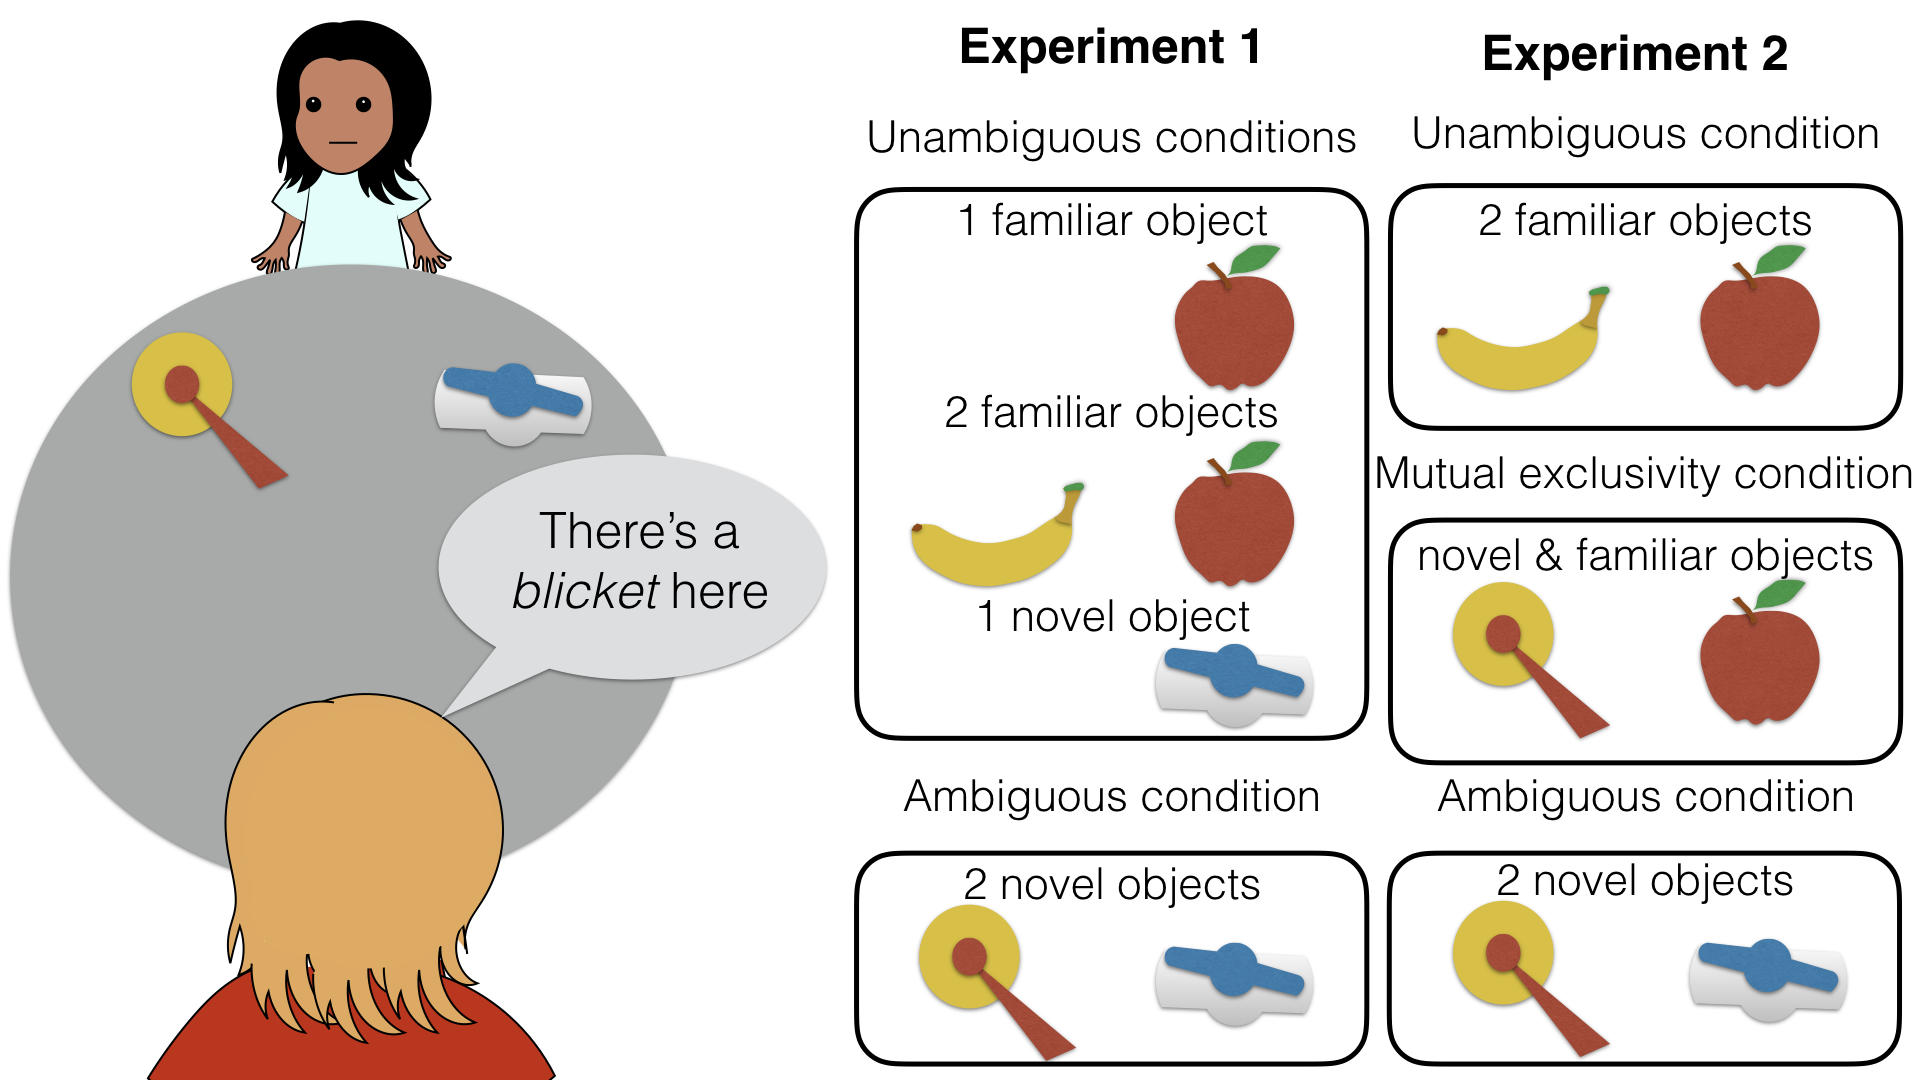 There's a
blicket here
Experiment 1
Unambiguous conditions
1 familiar object
2 familiar objects
1 novel object
Ambiguous condition
2 novel objects
Experiment 2
Unambiguous condition
2 familiar objects
Mutual exclusivity condition
novel & familiar objects
Ambiguous condition
2 novel objects